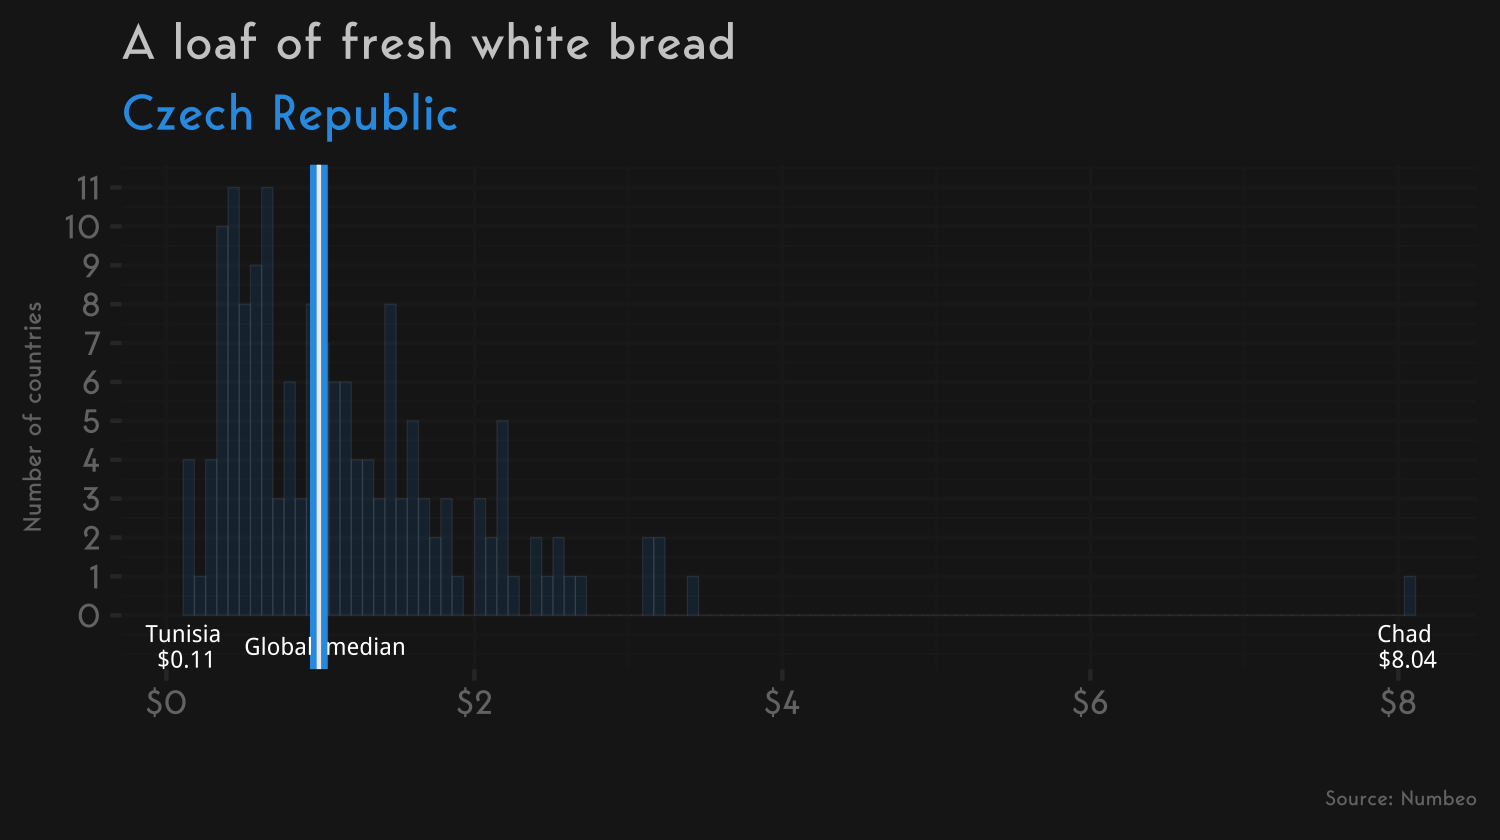 A loaf of fresh white bread
Czech Republic
Number of countries
11
10
9
8
7
6
5
4
3
2
1
0
Tunisia
$0.11
Global median
Chad
$8.04
$0 $2 $4 $6 $8
Source: Numbeo